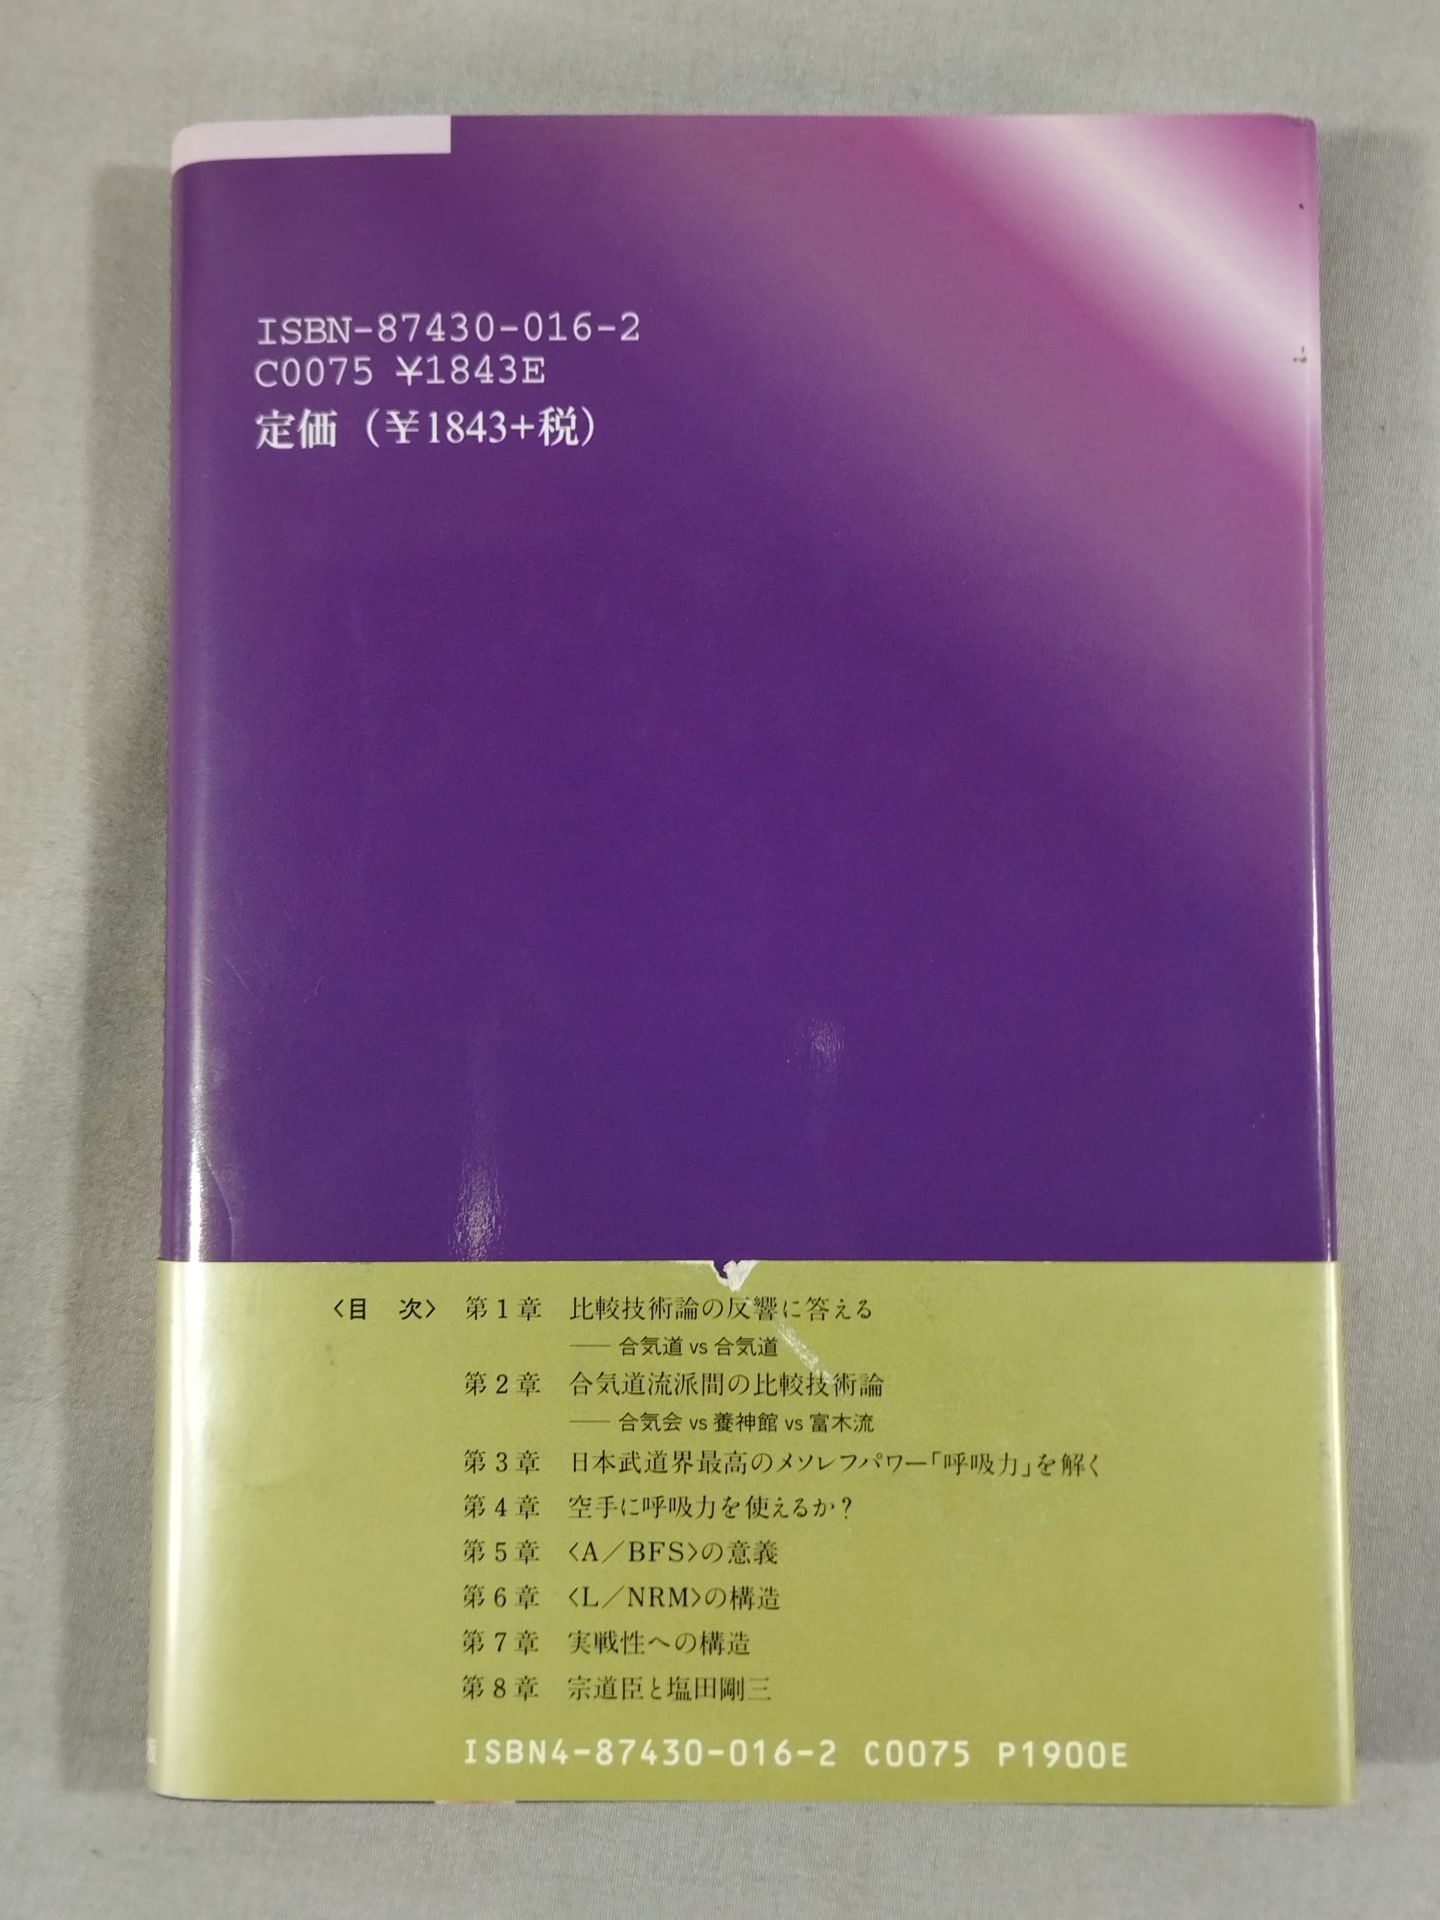 ISBN-87430-016-2
C0075 ¥1843E
定価（￥1843+税）
〈目　次〉 第1章　比較技術論の反響に答える
── 合気道 vs 合気道
第2章　合気道流派間の比較技術論
── 合気会 vs 養神館 vs 富木流
第3章　日本武道界最高のメソレフパワー「呼吸力」を解く
第4章　空手に呼吸力を使えるか？
第5章　〈A／BFS〉の意義
第6章　〈L／NRM〉の構造
第7章　実戦性への構造
第8章　宗道臣と塩田剛三
ISBN4-87430-016-2 C0075 P1900E